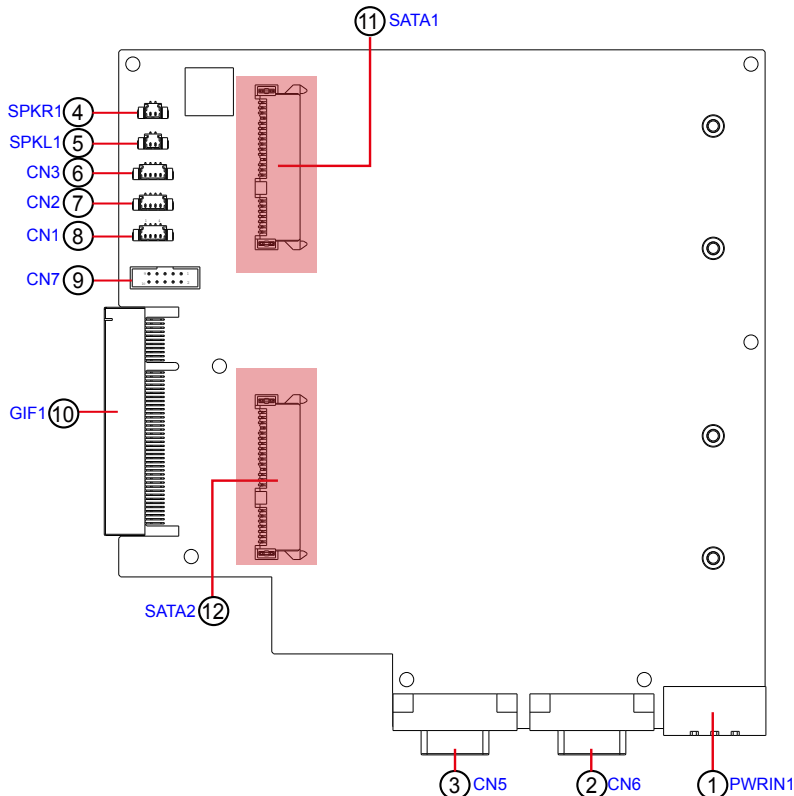 11 SATA1
SPKR1 4
SPKL1 5
CN3 6
CN2 7
CN1 8
CN7 9
GIF1 10
SATA2 12
3 CN5
2 CN6
1 PWRIN1